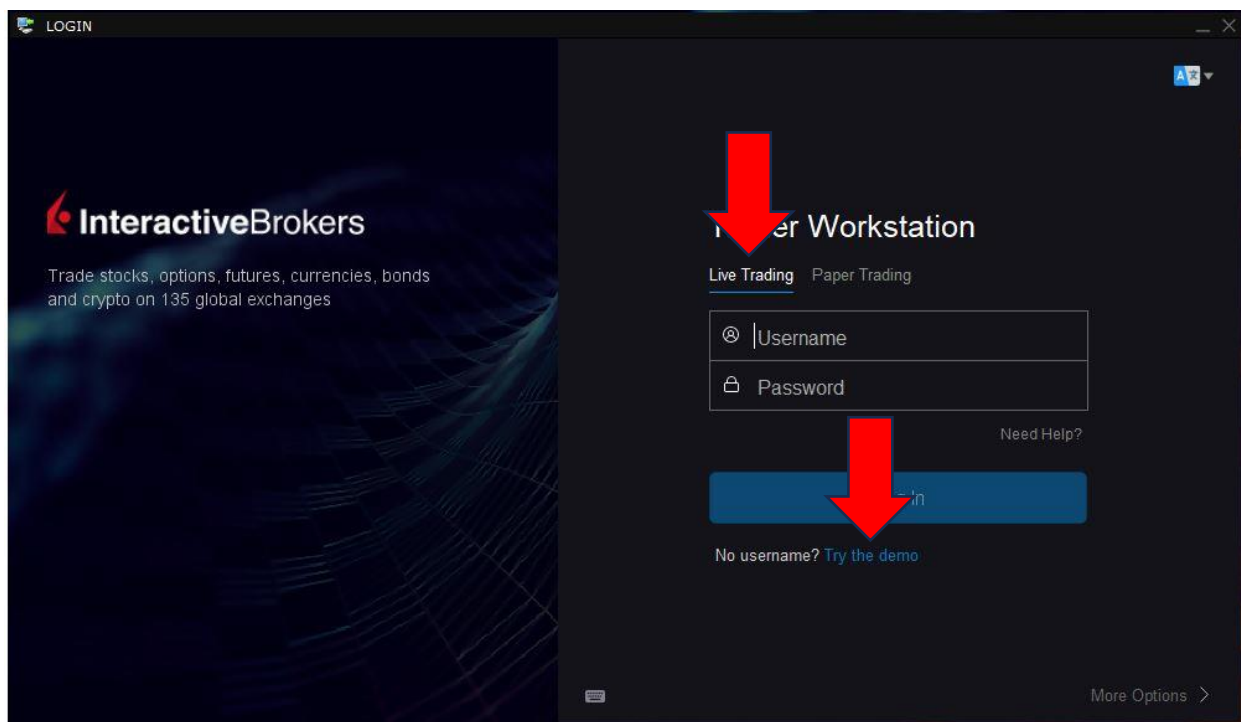 LOGIN
InteractiveBrokers
Trade stocks, options, futures, currencies, bonds
and crypto on 135 global exchanges
Workstation
Live Trading Paper Trading
Username
Password
Need Help?
In
No username? Try the demo
More Options